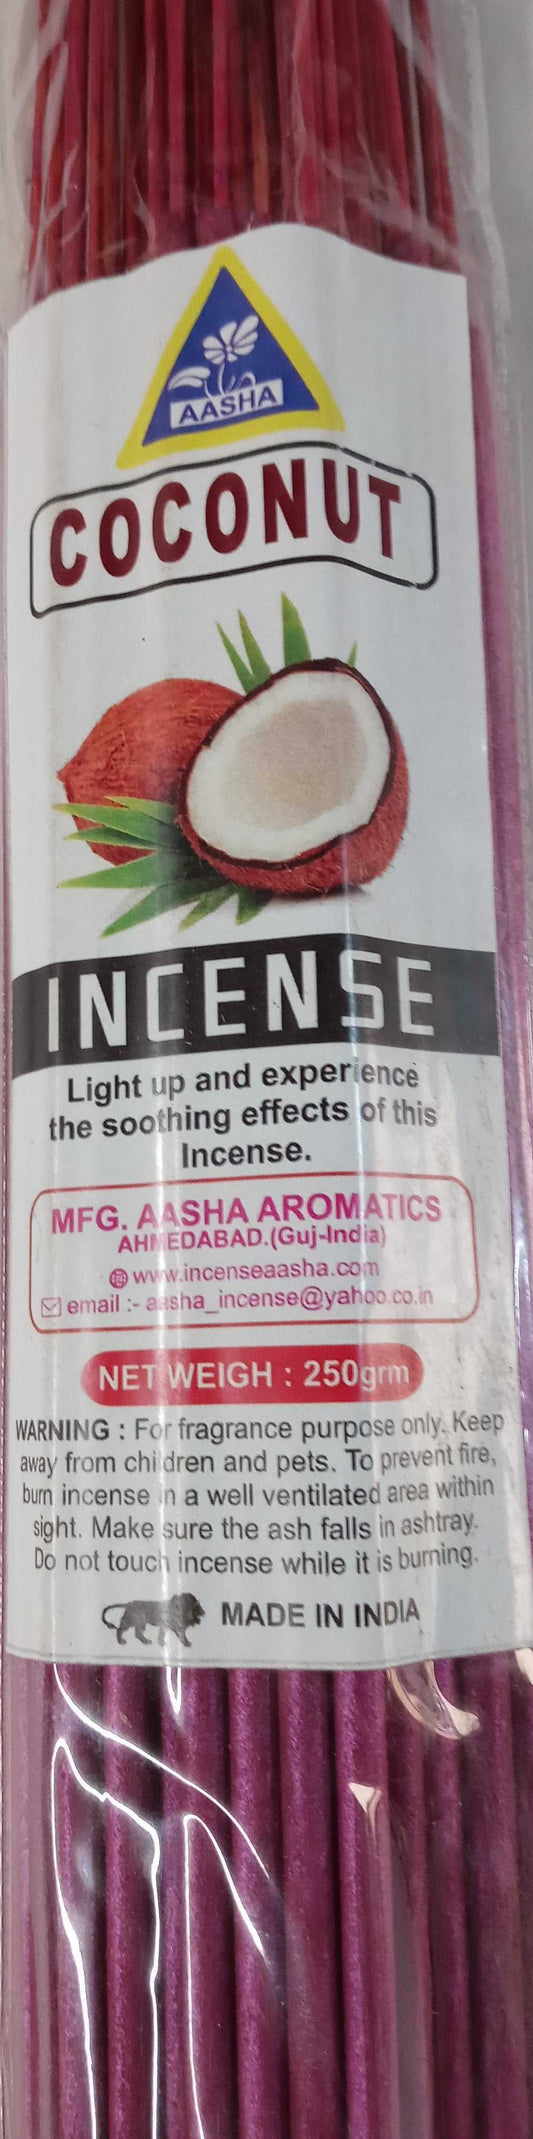 AASHA
COCONUT
INCENSE
Light up and experience
the soothing effects of this
Incense.
MFG. AASHA AROMATICS
AHMEDABAD.(Guj-India)
www.incenseaasha.com
email :- aasha_incense@yahoo.co.in
NET WEIGH : 250grm
WARNING : For fragrance purpose only. Keep
away from children and pets. To prevent fire,
burn incense in a well ventilated area within
sight. Make sure the ash falls in ashtray.
Do not touch incense while it is burning.
MADE IN INDIA